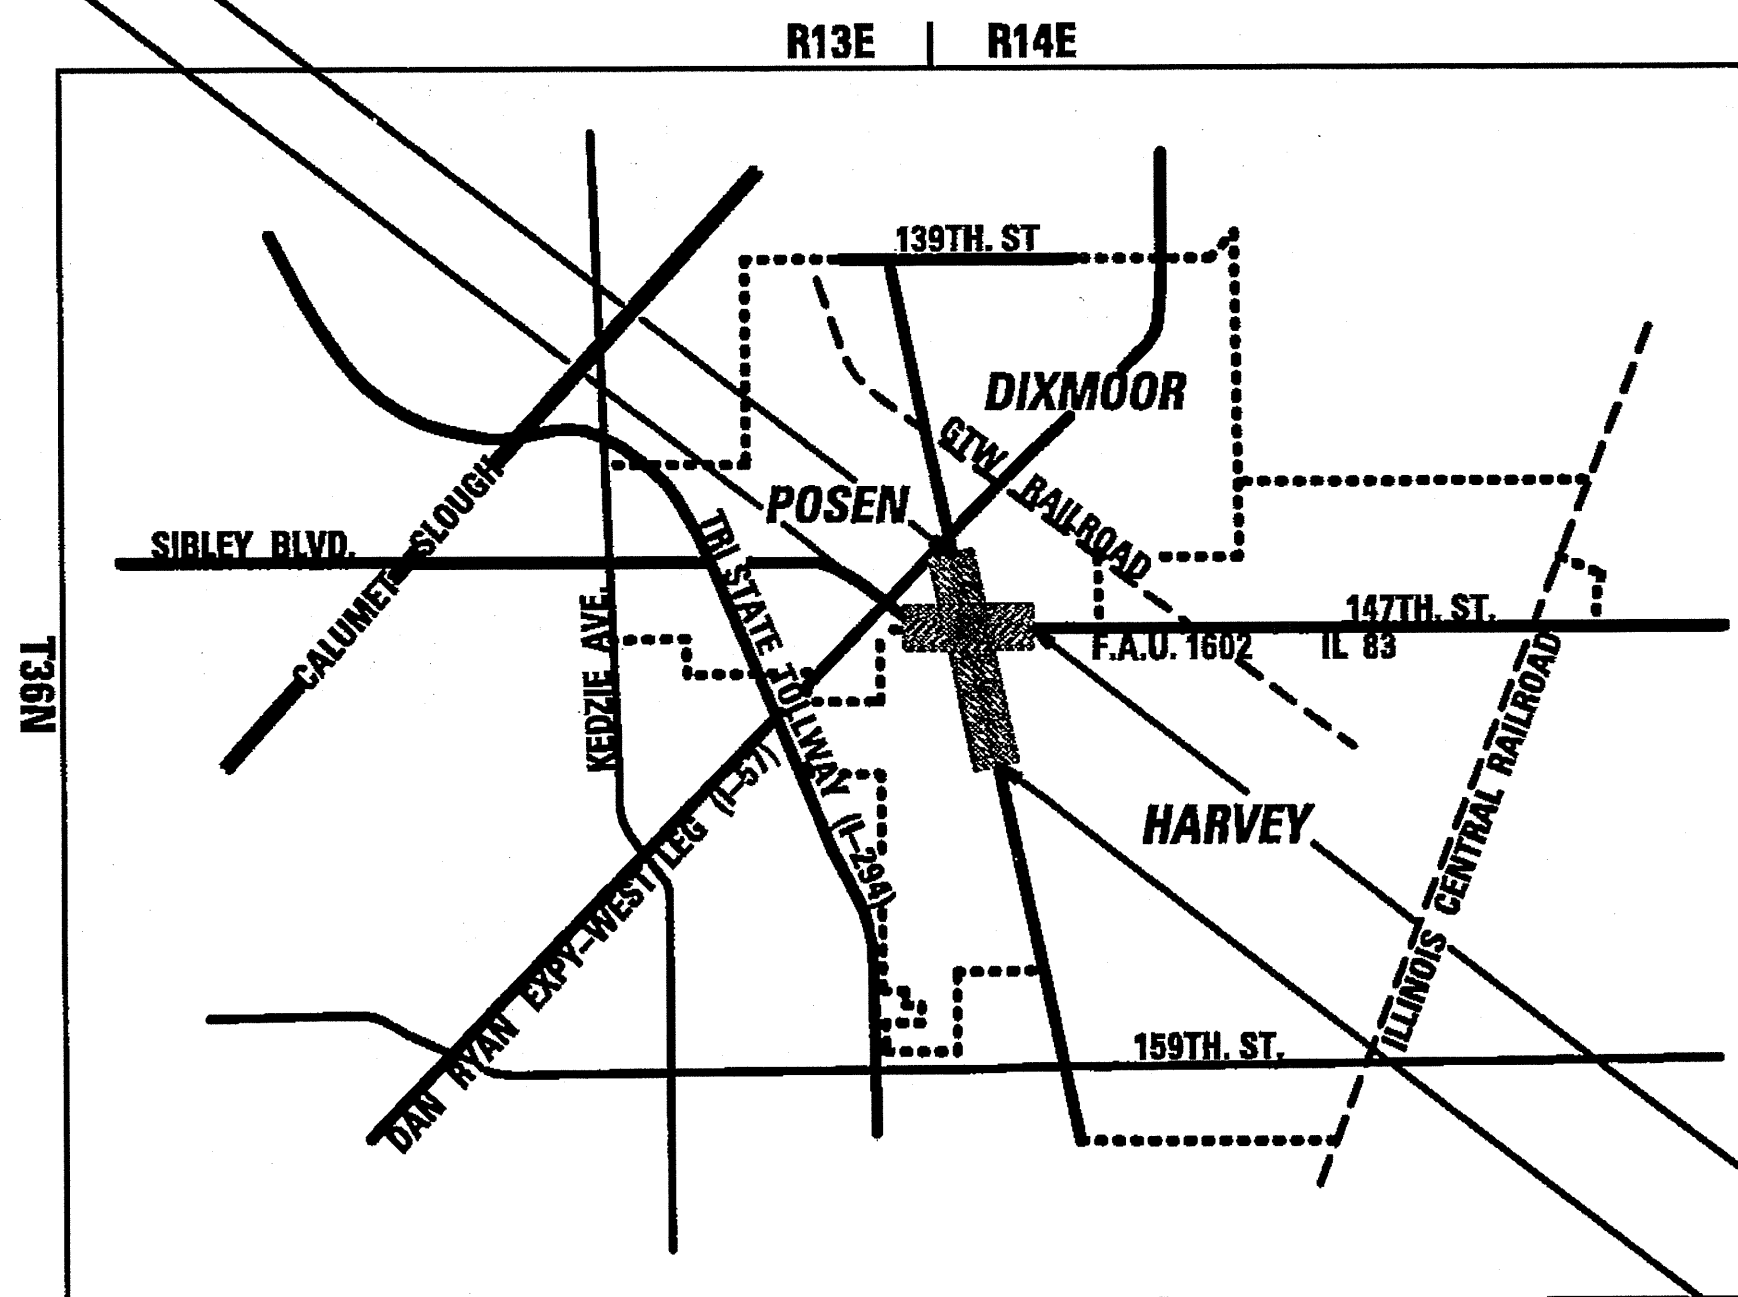 R13E | R14E
139TH. ST
DIXMOOR
GTW RAILROAD
POSEN
SIBLEY BLVD.
CALUMET SLOUGH
TRI STATE TOLLWAY (I-294)
KEDZIE AVE.
147TH. ST.
F.A.U. 1602 IL 83
T36N
DAN RYAN EXPY-WEST LEG (I-57)
HARVEY
ILLINOIS CENTRAL RAILROAD
159TH. ST.